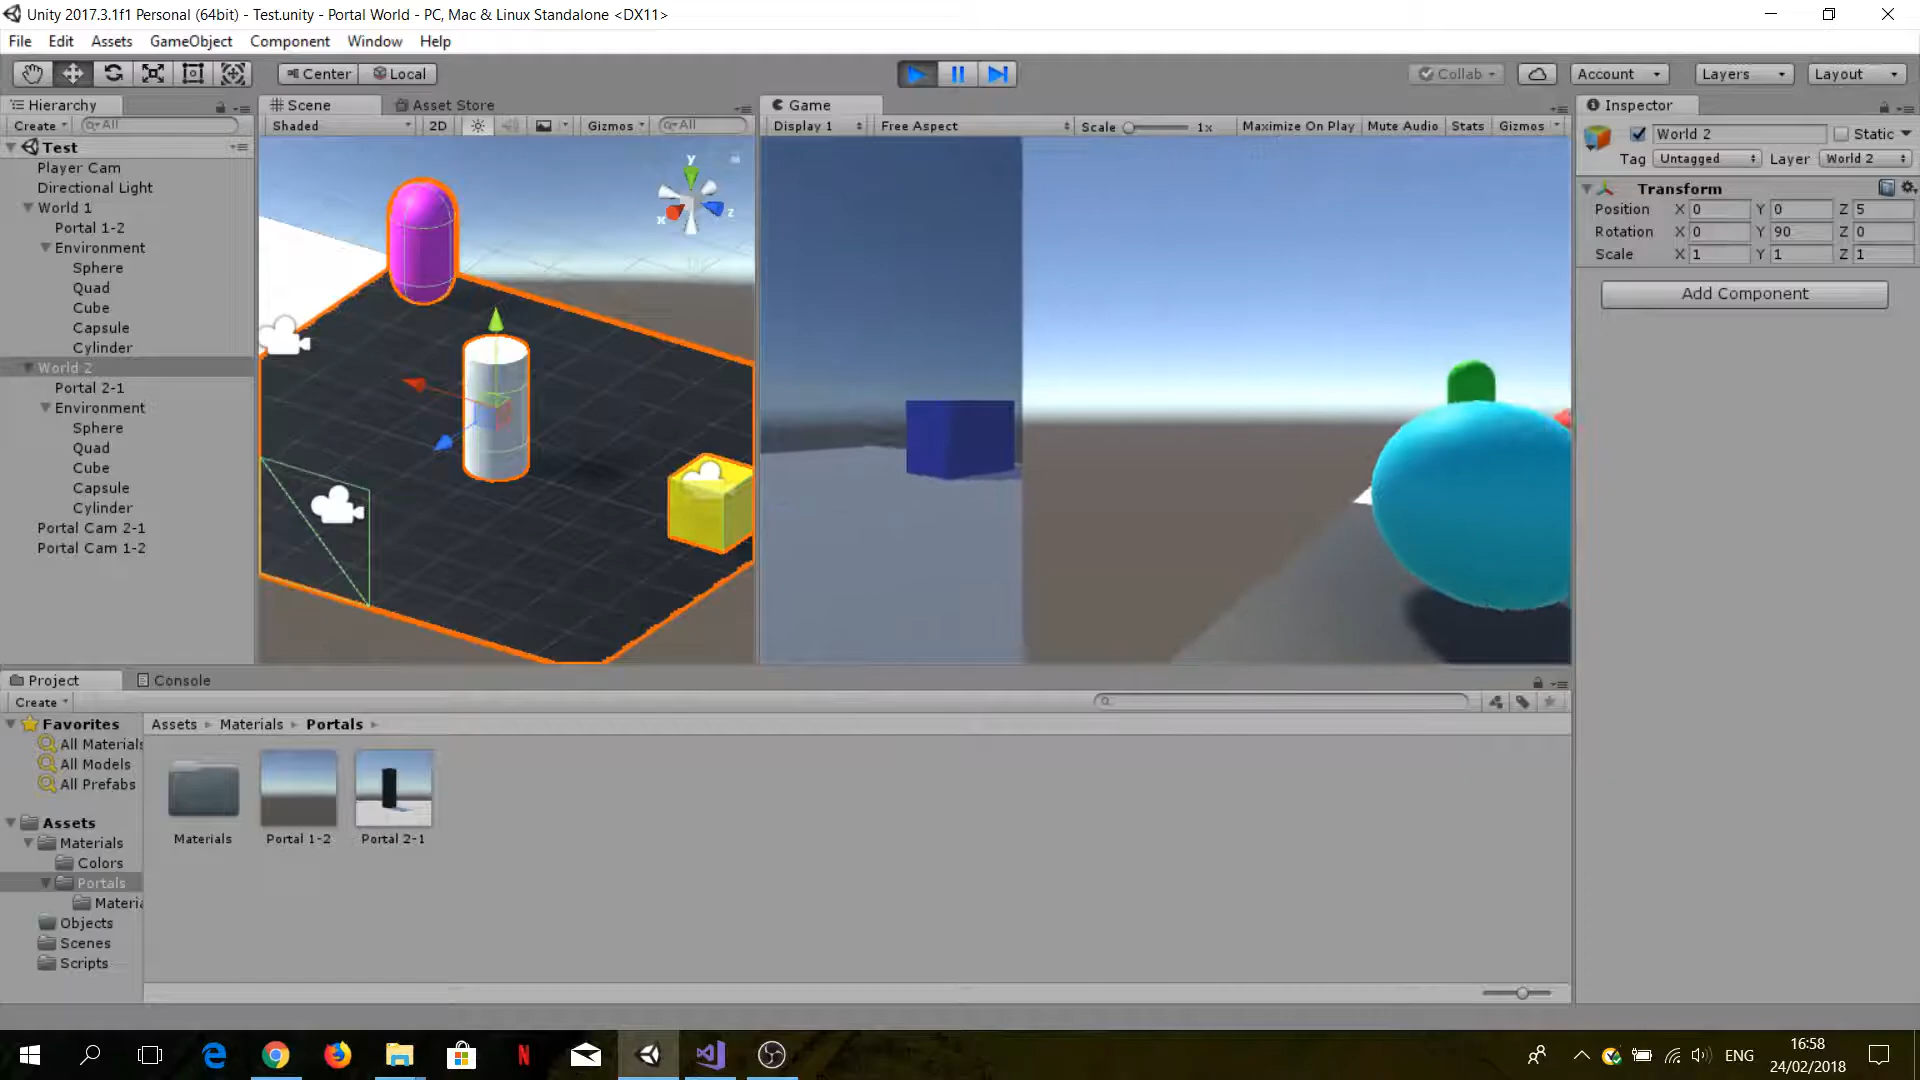 Unity 2017.3.1f1 Personal (64bit) - Test.unity - Portal World - PC, Mac & Linux Standalone <DX11>
File Edit Assets GameObject Component Window Help
Center Local Collab Account Layers Layout
Hierarchy
Create All
Test
Player Cam
Directional Light
World 1
Portal 1-2
Environment
Sphere
Quad
Cube
Capsule
Cylinder
World 2
Portal 2-1
Environment
Sphere
Quad
Cube
Capsule
Cylinder
Portal Cam 2-1
Portal Cam 1-2
Scene Asset Store
Shaded 2D Gizmos All
y
x z
Game
Display 1 Free Aspect Scale 1x Maximize On Play Mute Audio Stats Gizmos
Inspector
World 2 Static
Tag Untagged Layer World 2
Transform
Position X 0 Y 0 Z 5
Rotation X 0 Y 90 Z 0
Scale X 1 Y 1 Z 1
Add Component
Project Console
Create
Favorites
All Materials
All Models
All Prefabs
Assets
Materials
Colors
Portals
Materia
Objects
Scenes
Scripts
Assets Materials Portals
Materials Portal 1-2 Portal 2-1
ENG
16:58
24/02/2018